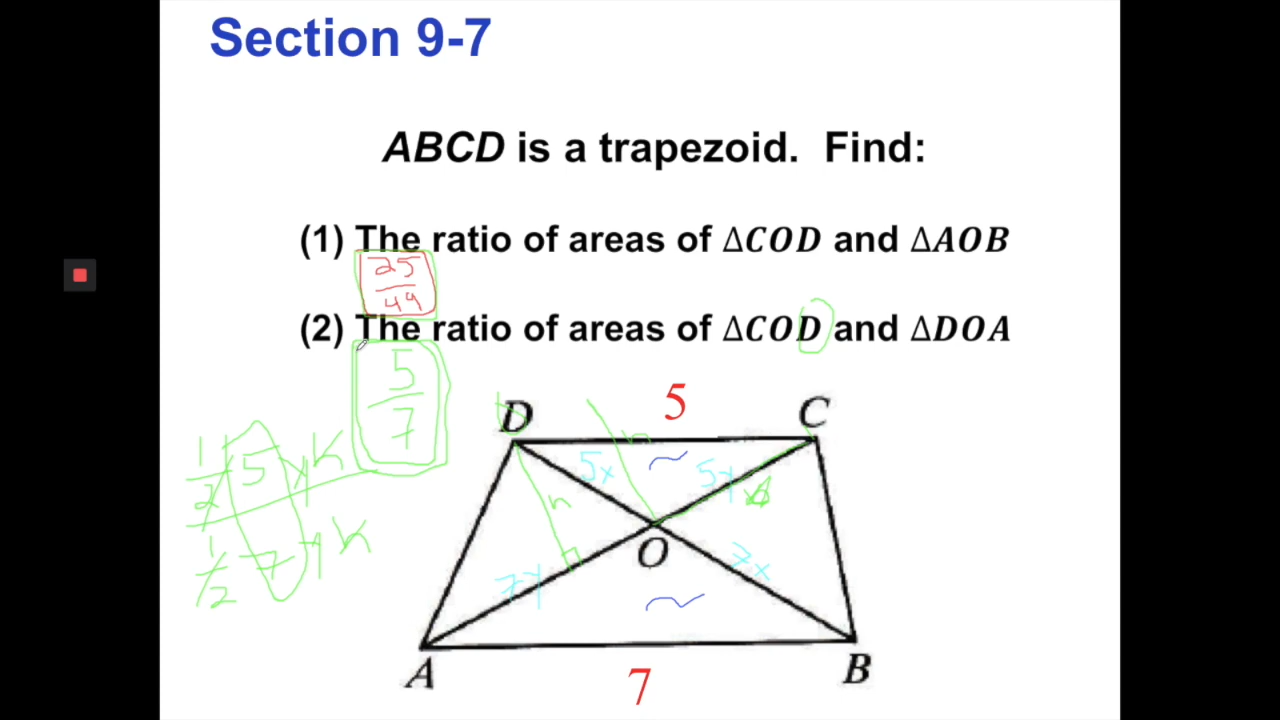 Section 9-7
ABCD is a trapezoid. Find:
(1) The ratio of areas of ΔCOD and ΔAOB
25
49
(2) The ratio of areas of ΔCOD and ΔDOA
5
7
1
2
5
y
h
1
2
7
y
h
D
5
C
5x
5y
h
h
O
7y
7x
A
7
B